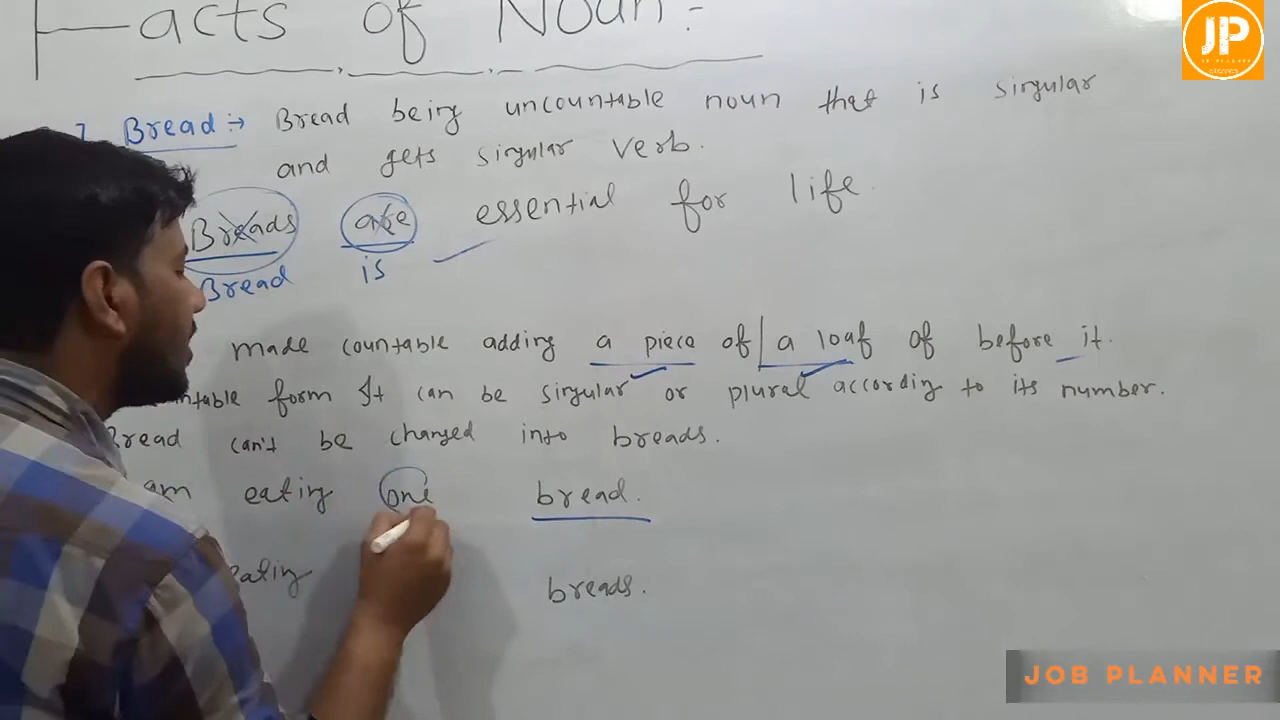 Facts of Noun :-
JP
Bread :→ Bread being uncountable noun that is singular
and gets singular verb.
Breads are essential for life.
Bread is
made countable adding a piece of / a loaf of before it.
form It can be singular or plural according to its number.
Bread can't be changed into breads.
am eating one bread.
eating breads.
JOB PLANNER